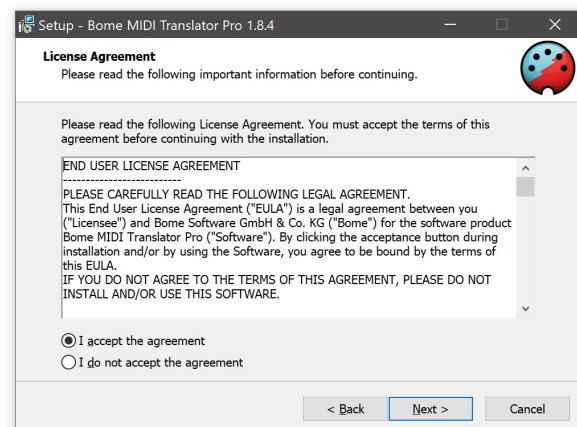 Setup - Bome MIDI Translator Pro 1.8.4
License Agreement
Please read the following important information before continuing.
Please read the following License Agreement. You must accept the terms of this
agreement before continuing with the installation.
END USER LICENSE AGREEMENT
--------------------------
PLEASE CAREFULLY READ THE FOLLOWING LEGAL AGREEMENT.
This End User License Agreement ("EULA") is a legal agreement between you
("Licensee") and Bome Software GmbH & Co. KG ("Bome") for the software product
Bome MIDI Translator Pro ("Software"). By clicking the acceptance button during
installation and/or by using the Software, you agree to be bound by the terms of
this EULA.
IF YOU DO NOT AGREE TO THE TERMS OF THIS AGREEMENT, PLEASE DO NOT
INSTALL AND/OR USE THIS SOFTWARE.
I accept the agreement
I do not accept the agreement
< Back
Next >
Cancel